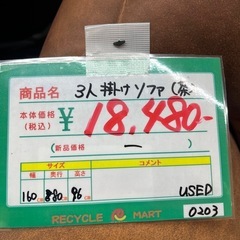 商品名 3人掛けソファ(茶)
本体価格
(税込) ¥18,480-
(新品価格 ー )
サイズ コメント
幅 奥行 高さ
160 880 96 USED
RECYCLE MART 0203